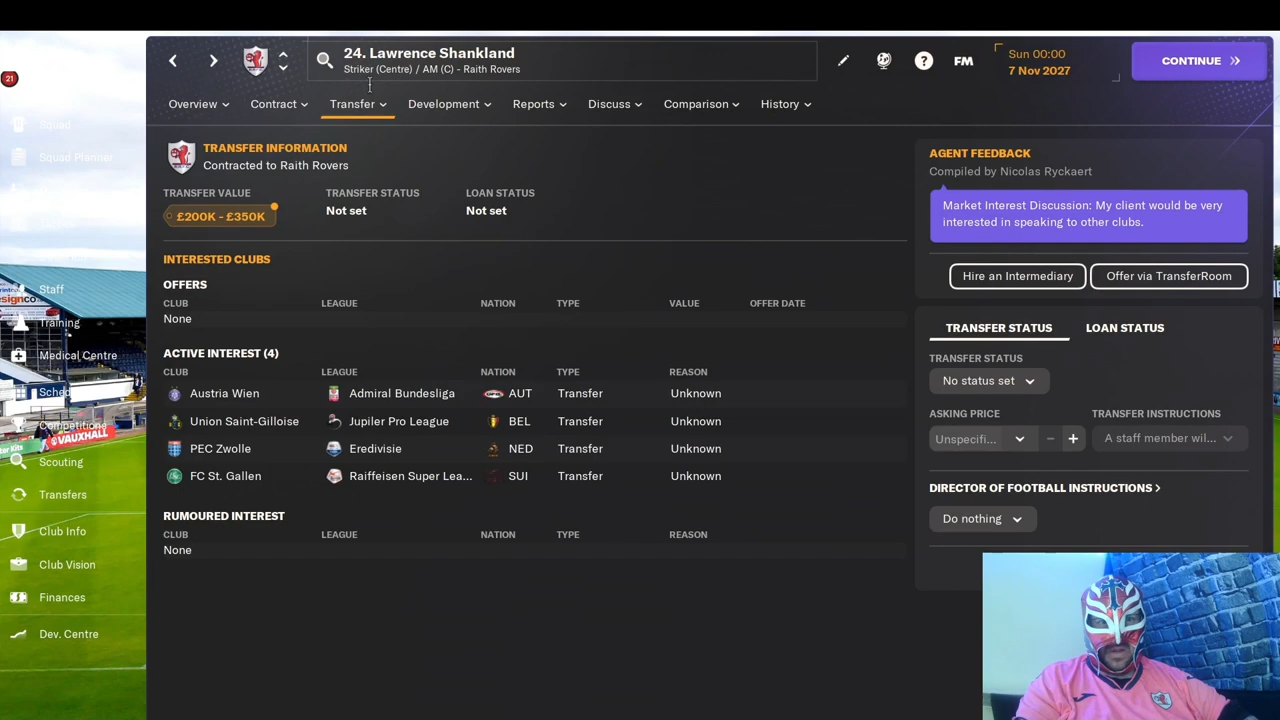 24. Lawrence Shankland
Striker (Centre) / AM (C) - Raith Rovers
Sun 00:00
7 Nov 2027
FM
CONTINUE
21
Overview
Contract
Transfer
Development
Reports
Discuss
Comparison
History
Squad
Squad Planner
Staff
Training
Medical Centre
Sched
Competitions
VAUXHALL
Scouting
Transfers
Club Info
Club Vision
Finances
Dev. Centre
TRANSFER INFORMATION
Contracted to Raith Rovers
TRANSFER VALUE TRANSFER STATUS LOAN STATUS
£200K - £350K Not set Not set
INTERESTED CLUBS
OFFERS
CLUB LEAGUE NATION TYPE VALUE OFFER DATE
None
ACTIVE INTEREST (4)
CLUB LEAGUE NATION TYPE REASON
Austria Wien Admiral Bundesliga AUT Transfer Unknown
Union Saint-Gilloise Jupiler Pro League BEL Transfer Unknown
PEC Zwolle Eredivisie NED Transfer Unknown
FC St. Gallen Raiffeisen Super Lea... SUI Transfer Unknown
RUMOURED INTEREST
CLUB LEAGUE NATION TYPE REASON
None
AGENT FEEDBACK
Compiled by Nicolas Ryckaert
Market Interest Discussion: My client would be very
interested in speaking to other clubs.
Hire an Intermediary Offer via TransferRoom
TRANSFER STATUS LOAN STATUS
TRANSFER STATUS
No status set
ASKING PRICE TRANSFER INSTRUCTIONS
Unspecifi... A staff member wil...
DIRECTOR OF FOOTBALL INSTRUCTIONS >
Do nothing